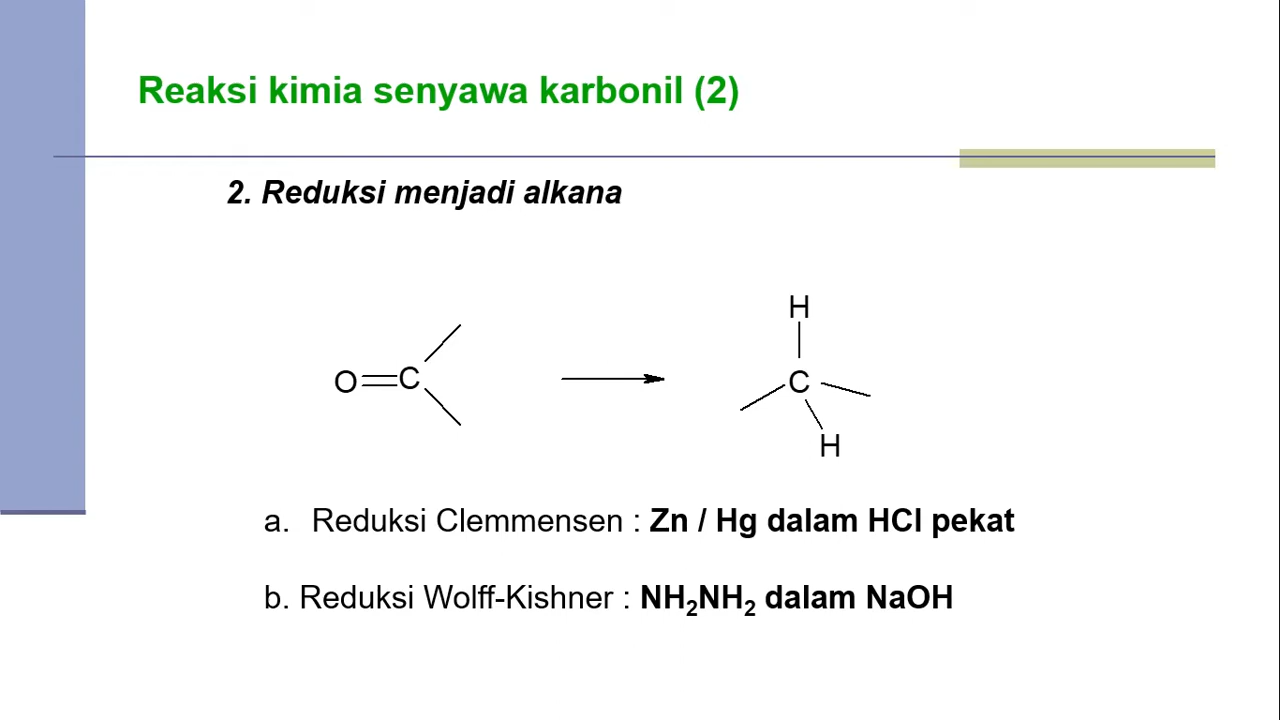 Reaksi kimia senyawa karbonil (2)
2. Reduksi menjadi alkana
O=C
H
C
H
a. Reduksi Clemmensen : Zn / Hg dalam HCl pekat
b. Reduksi Wolff-Kishner : NH₂NH₂ dalam NaOH